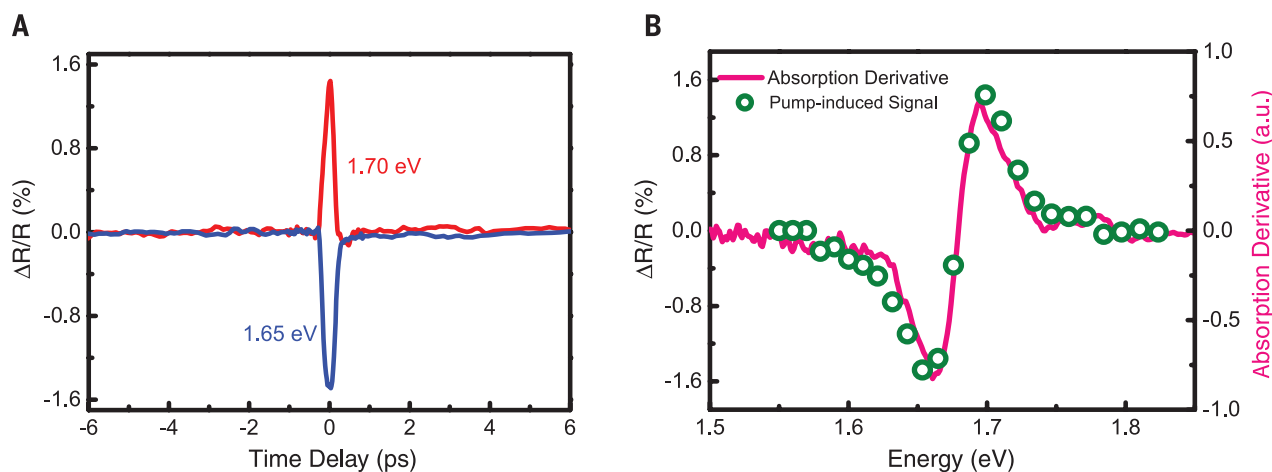 A
ΔR/R (%)
1.6
0.8
0.0
-0.8
-1.6
1.70 eV
1.65 eV
-6 -4 -2 0 2 4 6
Time Delay (ps)
B
ΔR/R (%)
1.6
0.8
0.0
-0.8
-1.6
Absorption Derivative
Pump-induced Signal
1.0
0.5
0.0
-0.5
-1.0
Absorption Derivative (a.u.)
1.5 1.6 1.7 1.8
Energy (eV)